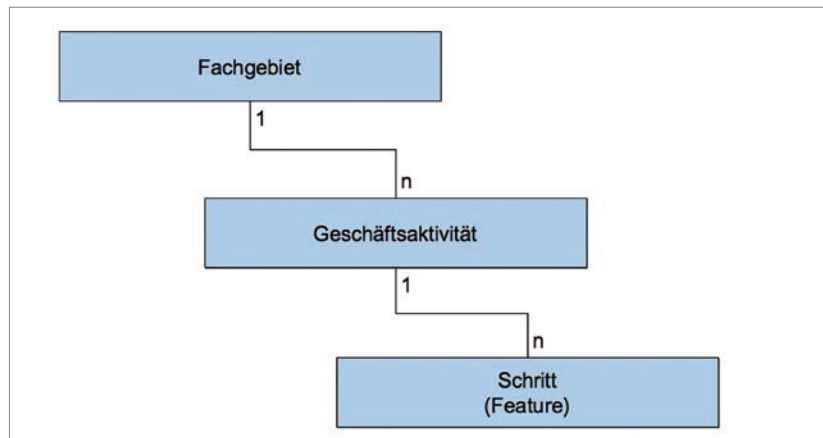 Fachgebiet
1
n
Geschäftsaktivität
1
n
Schritt
(Feature)